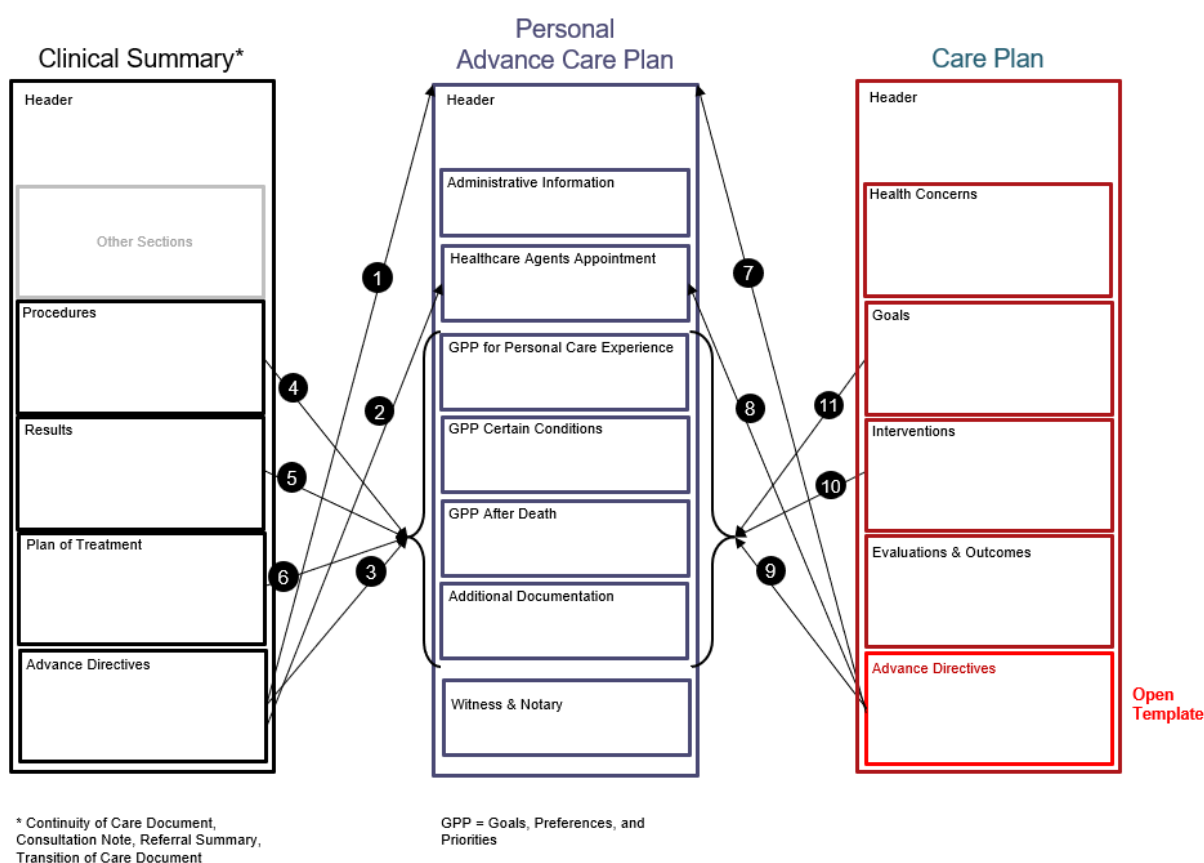 Clinical Summary*
Header
Other Sections
Procedures
Results
Plan of Treatment
Advance Directives
* Continuity of Care Document,
Consultation Note, Referral Summary,
Transition of Care Document
1
2
4
5
6
3
Personal
Advance Care Plan
Header
Administrative Information
Healthcare Agents Appointment
GPP for Personal Care Experience
GPP Certain Conditions
GPP After Death
Additional Documentation
Witness & Notary
GPP = Goals, Preferences, and
Priorities
7
8
11
10
9
Care Plan
Header
Health Concerns
Goals
Interventions
Evaluations & Outcomes
Advance Directives
Open
Template